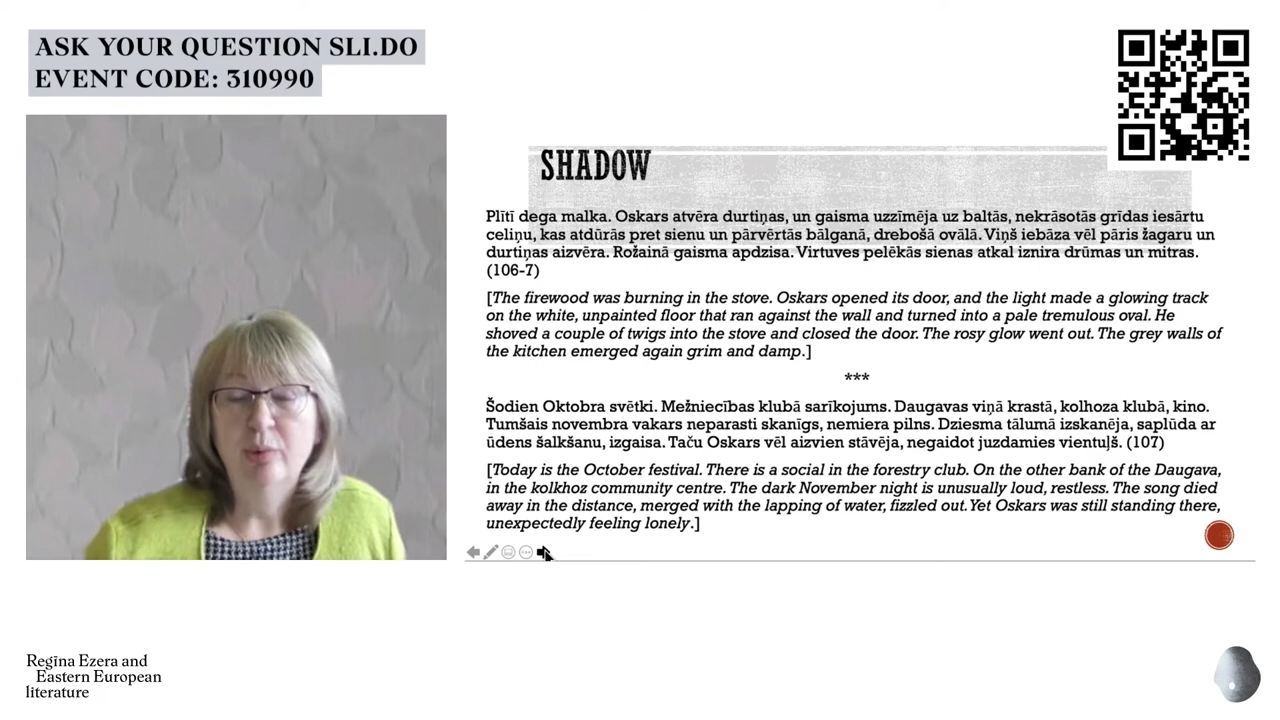 ASK YOUR QUESTION SLI.DO
EVENT CODE: 310990
SHADOW
Plītī dega malka. Oskars atvēra durtiņas, un gaisma uzzīmēja uz baltās, nekrāsotās grīdas iesārtu
celiņu, kas atdūrās pret sienu un pārvērtās bālganā, drebošā ovālā. Viņš iebāza vēl pāris žagaru un
durtiņas aizvēra. Rožainā gaisma apdzisa. Virtuves pelēkās sienas atkal iznira drūmas un mitras.
(106-7)
[The firewood was burning in the stove. Oskars opened its door, and the light made a glowing track
on the white, unpainted floor that ran against the wall and turned into a pale tremulous oval. He
shoved a couple of twigs into the stove and closed the door. The rosy glow went out. The grey walls of
the kitchen emerged again grim and damp.]
***
Šodien Oktobra svētki. Mežniecības klubā sarīkojums. Daugavas viņā krastā, kolhoza klubā, kino.
Tumšais novembra vakars neparasti skanīgs, nemiera pilns. Dziesma tālumā izskanēja, saplūda ar
ūdens šalkšanu, izgaisa. Taču Oskars vēl aizvien stāvēja, negaidot juzdamies vientuļš. (107)
[Today is the October festival. There is a social in the forestry club. On the other bank of the Daugava,
in the kolkhoz community centre. The dark November night is unusually loud, restless. The song died
away in the distance, merged with the lapping of water, fizzled out. Yet Oskars was still standing there,
unexpectedly feeling lonely.]
Regīna Ezera and
Eastern European
literature